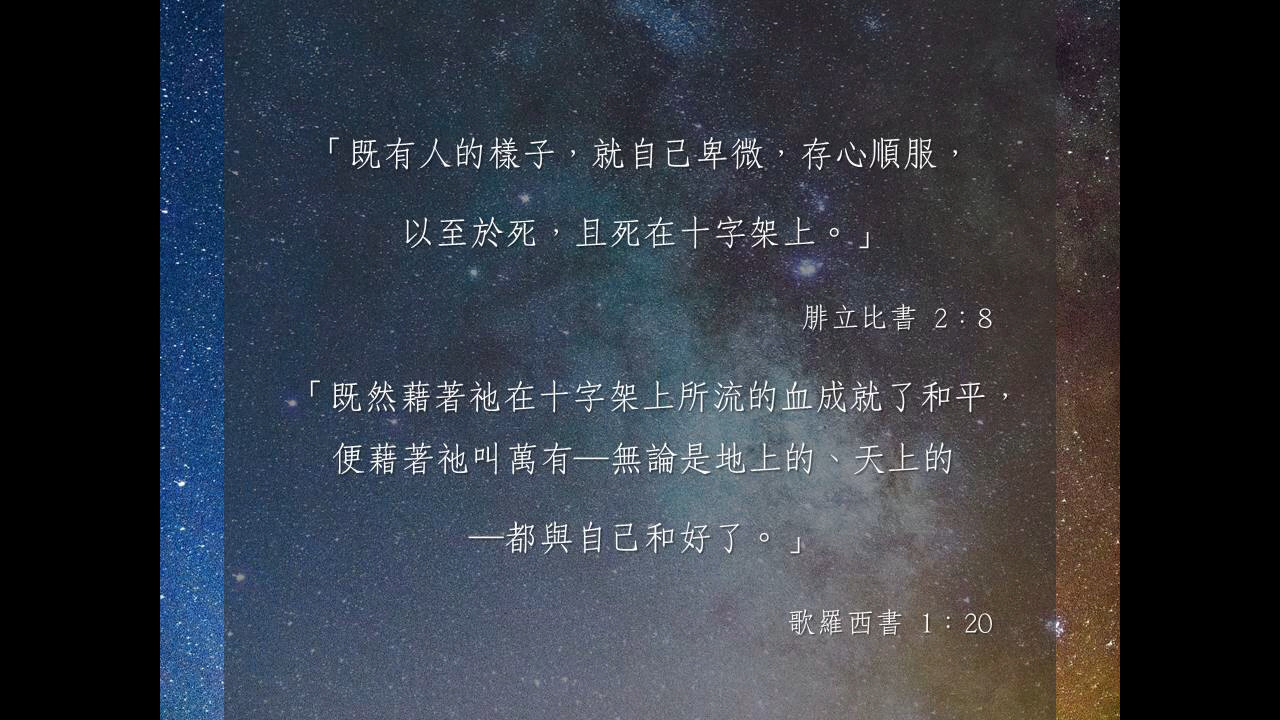 「既有人的樣子，就自己卑微，存心順服，
以至於死，且死在十字架上。」
腓立比書 2：8
「既然藉著祂在十字架上所流的血成就了和平，
便藉著祂叫萬有—無論是地上的、天上的
—都與自己和好了。」
歌羅西書 1：20